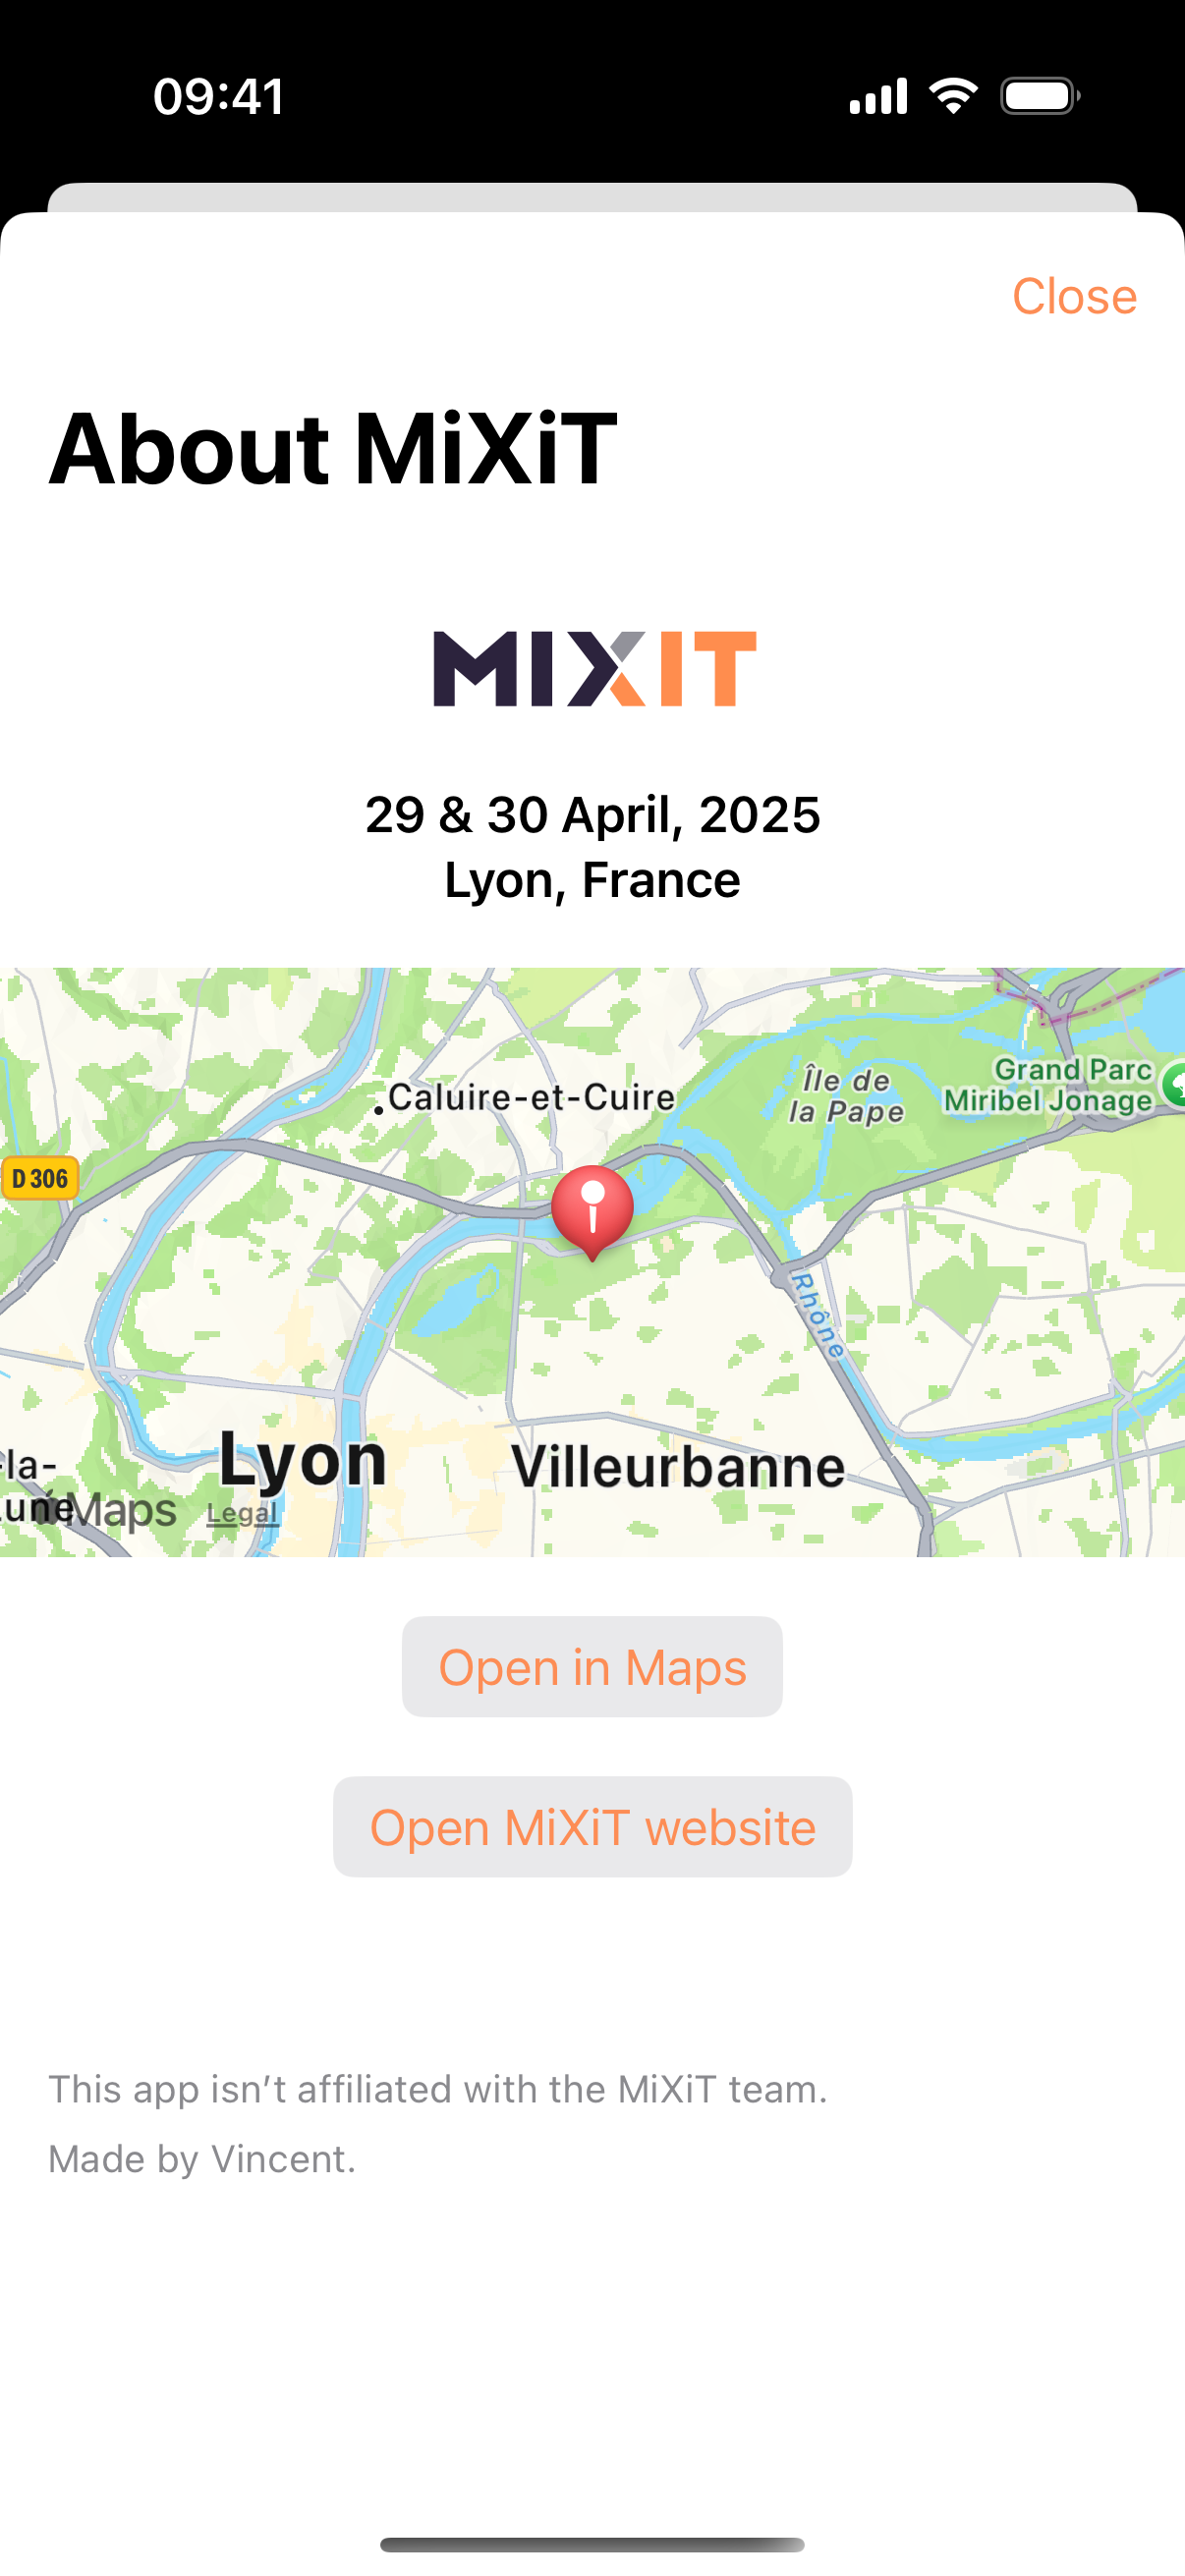 09:41
Close
About MiXiT
MIXIT
29 & 30 April, 2025
Lyon, France
Caluire-et-Cuire
Île de
la Pape
Grand Parc
Miribel Jonage
D 306
Rhône
Lyon
Villeurbanne
-la-
Maps
Legal
Open in Maps
Open MiXiT website
This app isn’t affiliated with the MiXiT team.
Made by Vincent.